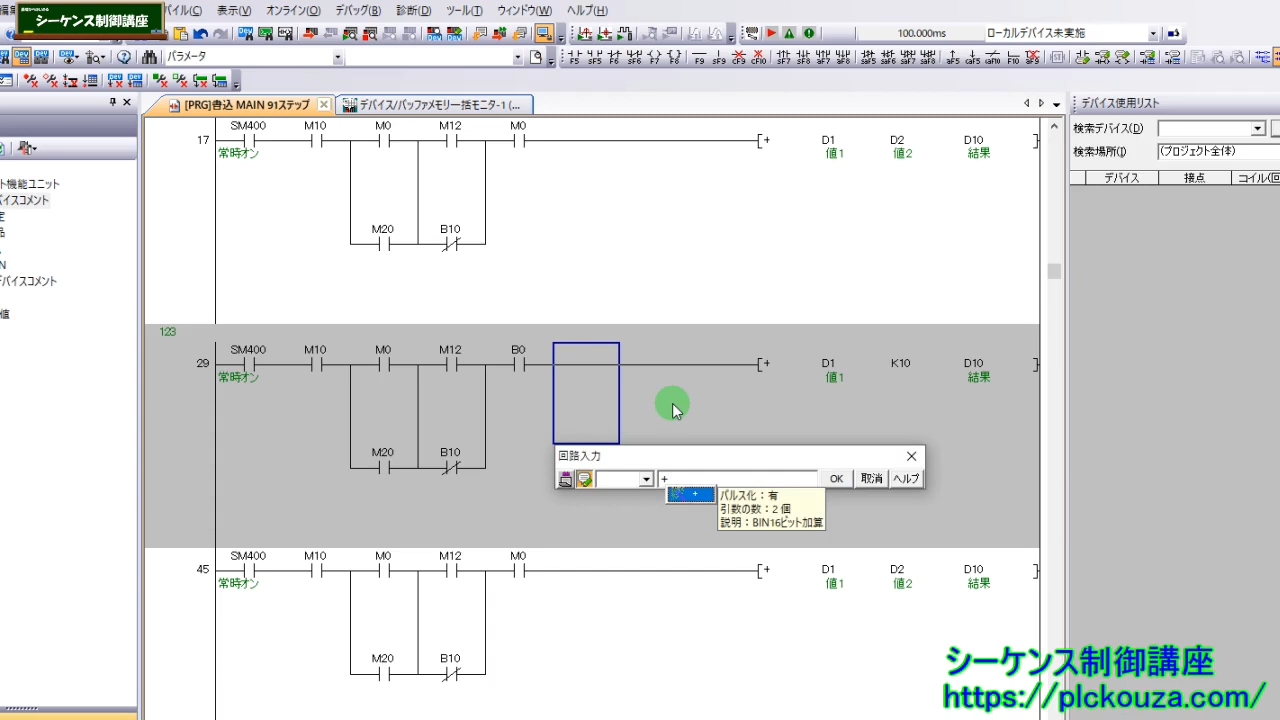 シーケンス制御講座
ァイル(F) 表示(V) オンライン(O) デバッグ(B) 診断(D) ツール(T) ウィンドウ(W) ヘルプ(H)
100.000ms ローカルデバイス未実施
パラメータ
[PRG]書込 MAIN 91ステップ デバイス/バッファメモリ一括モニタ-1 (...
デバイス使用リスト
検索デバイス(D)
検索場所(I) (プロジェクト全体)
デバイス 接点 コイル(回
ト機能ユニット
バイスコメント
定
品
N
デバイスコメント
値
SM400 M10 M0 M12 M0
17 [+ D1 D2 D10 ]
常時オン 値1 値2 結果
M20 B10
123
SM400 M10 M0 M12 B0
29 [+ D1 K10 D10 ]
常時オン 値1 結果
M20 B10
回路入力
+ OK 取消 ヘルプ
+ パルス化:有
引数の数:2 個
説明:BIN16ビット加算
SM400 M10 M0 M12 M0
45 [+ D1 D2 D10 ]
常時オン 値1 値2 結果
M20 B10
シーケンス制御講座
https://plckouza.com/